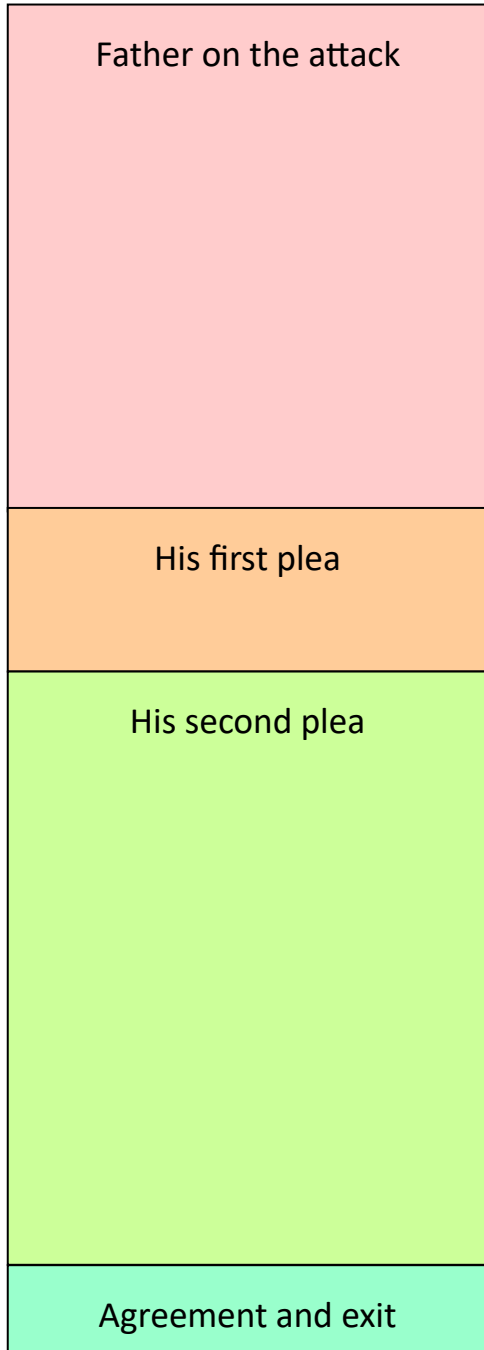 Father on the attack
His first plea
His second plea
Agreement and exit